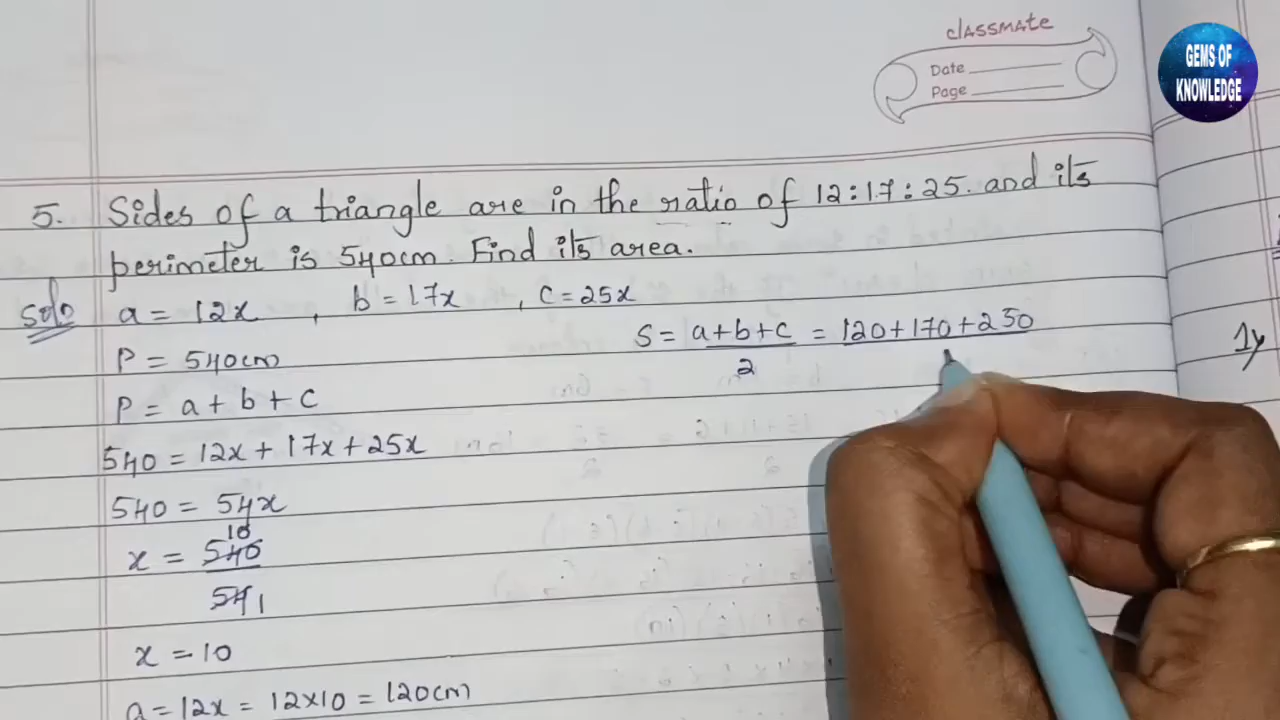 classmate
Date
Page
GEMS OF
KNOWLEDGE
5. Sides of a triangle are in the ratio of 12:17:25. and its
perimeter is 540cm. Find its area.
Soln a = 12x , b = 17x , c = 25x
P = 540cm
P = a + b + c
540 = 12x + 17x + 25x
540 = 54x
10
x = 540
54 1
x = 10
a = 12x = 12x10 = 120cm
S = a+b+c = 120+170+250
2